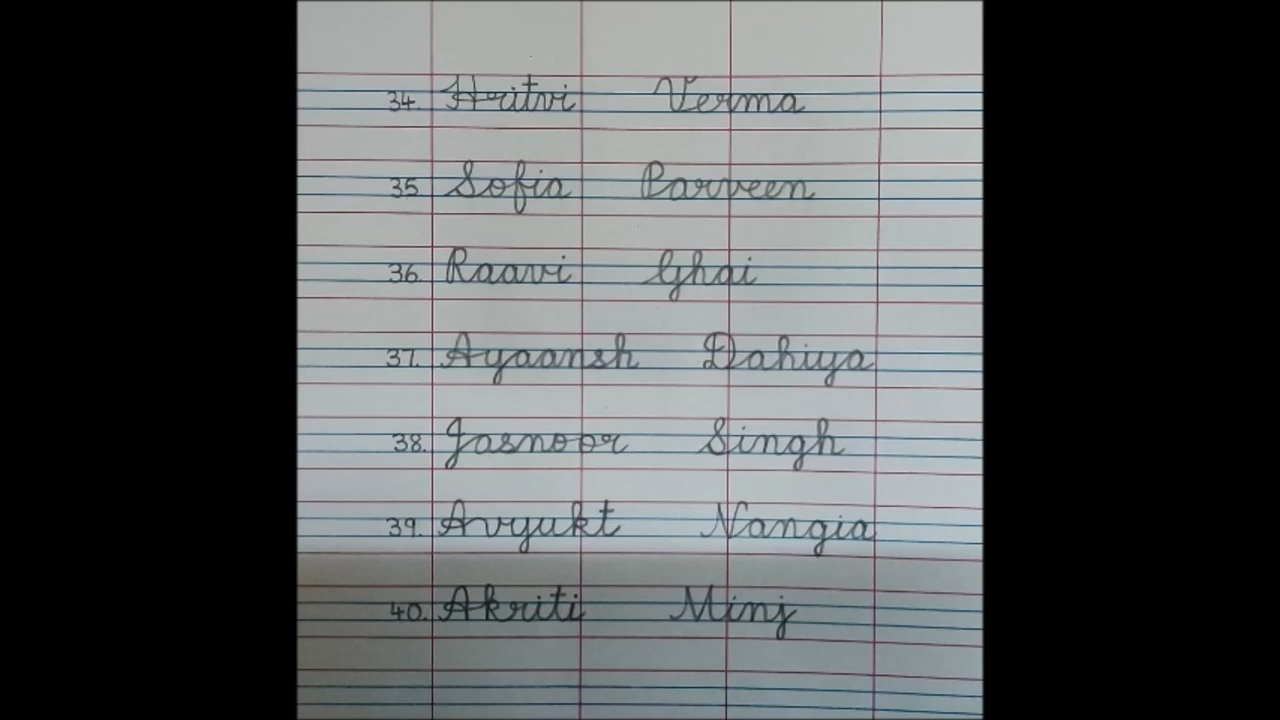 34. Hritvi Verma
35 Sofia Parveen
36. Raavi Ghai
37. Ayaansh Dahiya
38. Jasnoor Singh
39. Avyukt Nangia
40. Akriti Minj